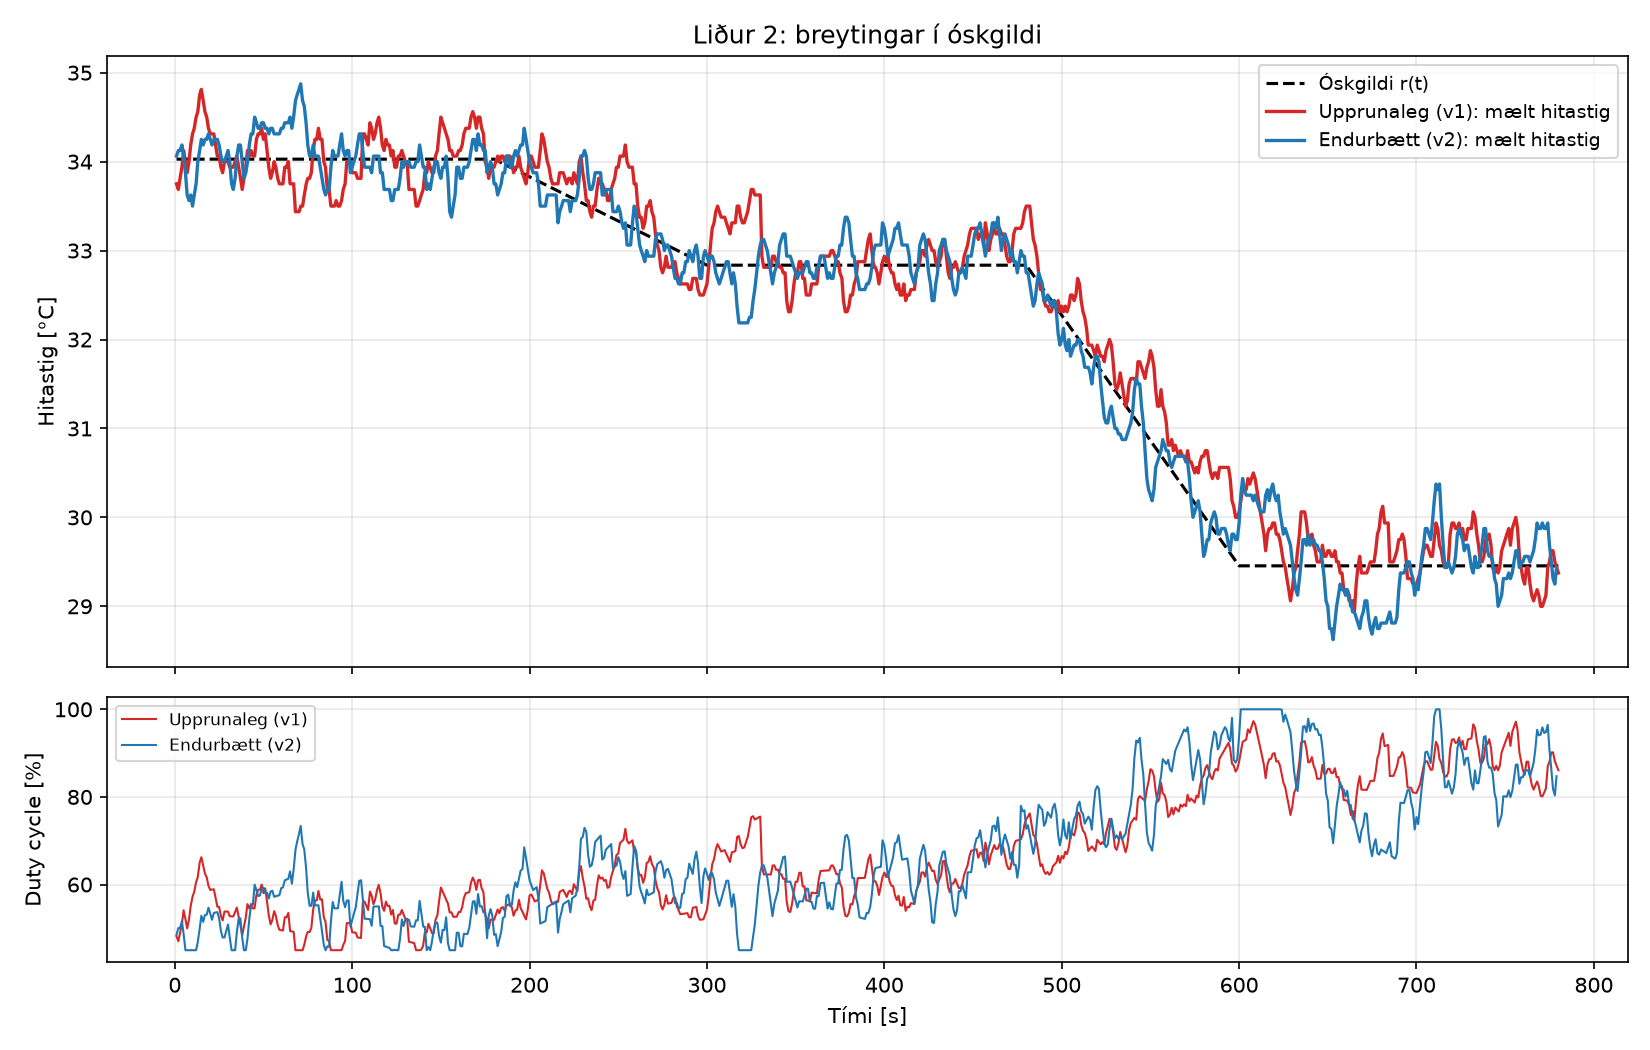 Liður 2: breytingar í óskgildi
Óskgildi r(t)
Upprunaleg (v1): mælt hitastig
Endurbætt (v2): mælt hitastig
Hitastig [°C]
35
34
33
32
31
30
29
Upprunaleg (v1)
Endurbætt (v2)
Duty cycle [%]
100
80
60
0 100 200 300 400 500 600 700 800
Tími [s]